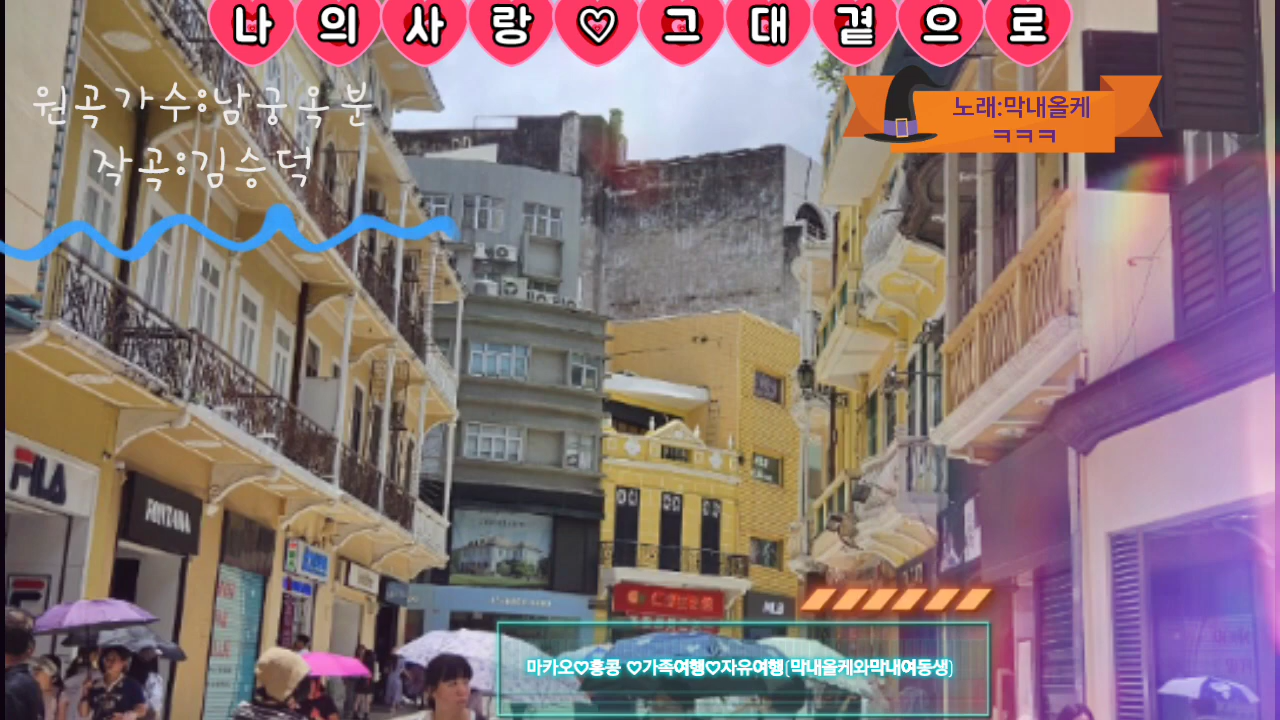 나의사랑♡그대곁으로
원곡가수:남궁옥분
작곡:김승덕
노래:막내올케
ㅋㅋㅋ
FILA
FONTANA
MLB
마카오♡홍콩 ♡가족여행♡자유여행(막내올케와막내여동생)